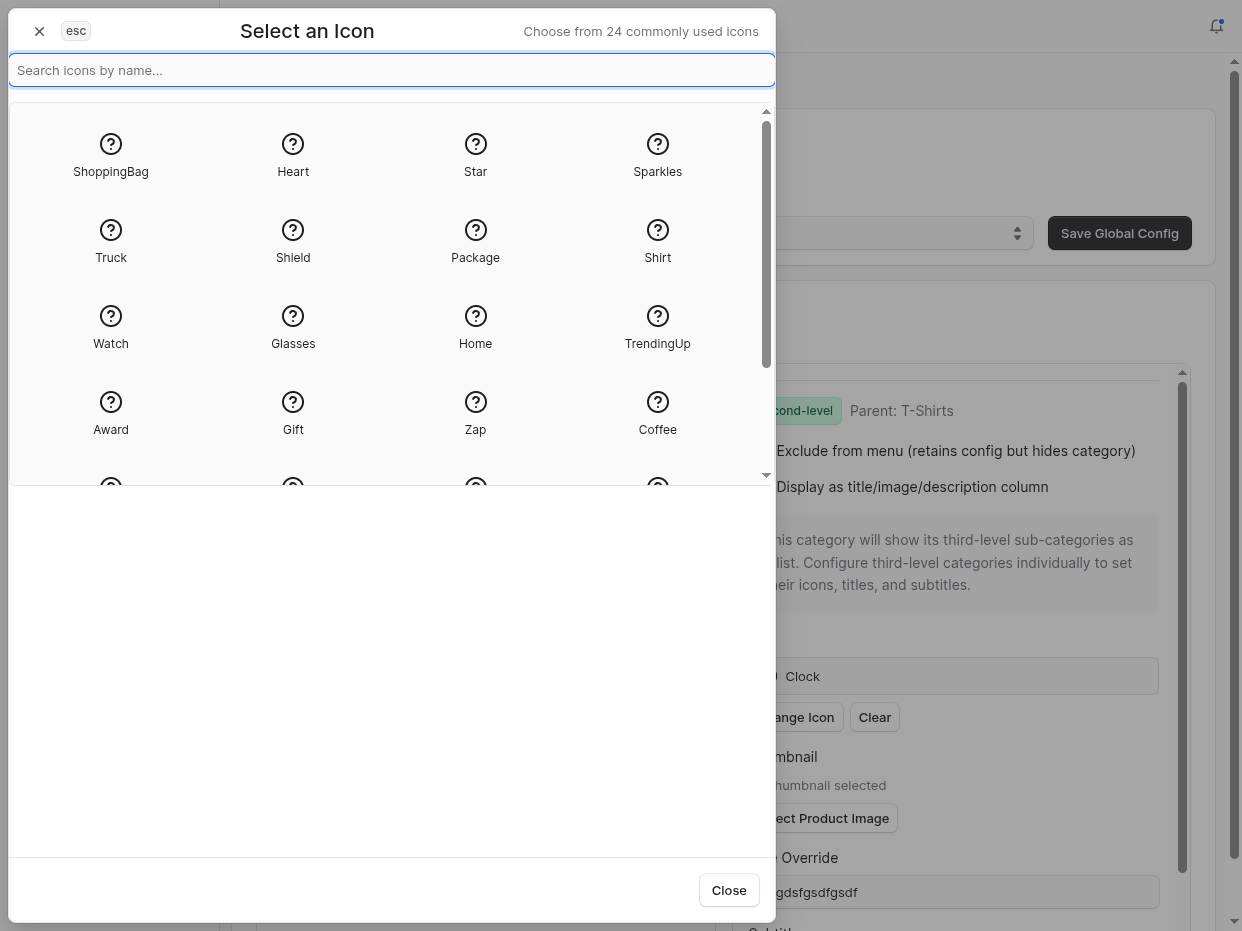 esc
Select an Icon
Choose from 24 commonly used icons
Search icons by name...
ShoppingBag
Heart
Star
Sparkles
Truck
Shield
Package
Shirt
Watch
Glasses
Home
TrendingUp
Award
Gift
Zap
Coffee
Close
Save Global Config
cond-level
Parent: T-Shirts
Exclude from menu (retains config but hides category)
Display as title/image/description column
his category will show its third-level sub-categories as
list. Configure third-level categories individually to set
eir icons, titles, and subtitles.
Clock
ange Icon
Clear
mbnail
humbnail selected
ect Product Image
Override
gdsfgsdfgsdf